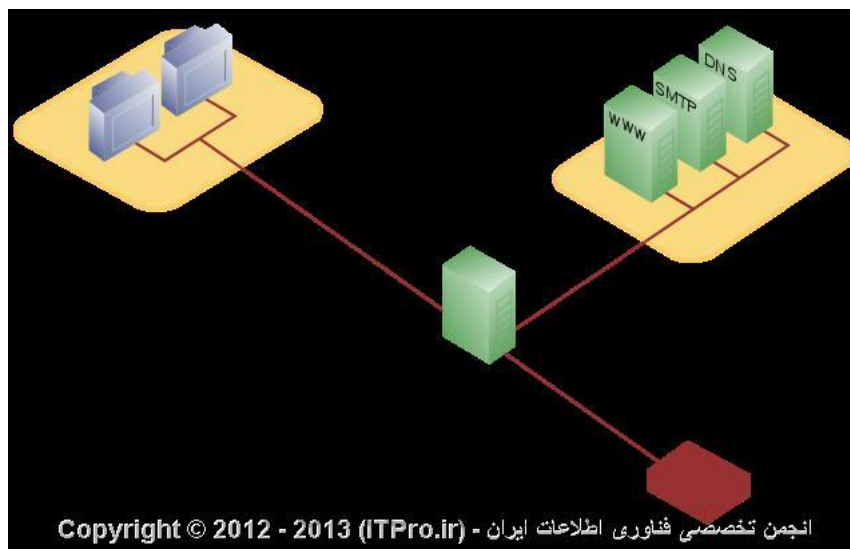 DNS
SMTP
WWW
Copyright © 2012 - 2013 (ITPro.ir) - انجمن تخصصی فناوری اطلاعات ایران